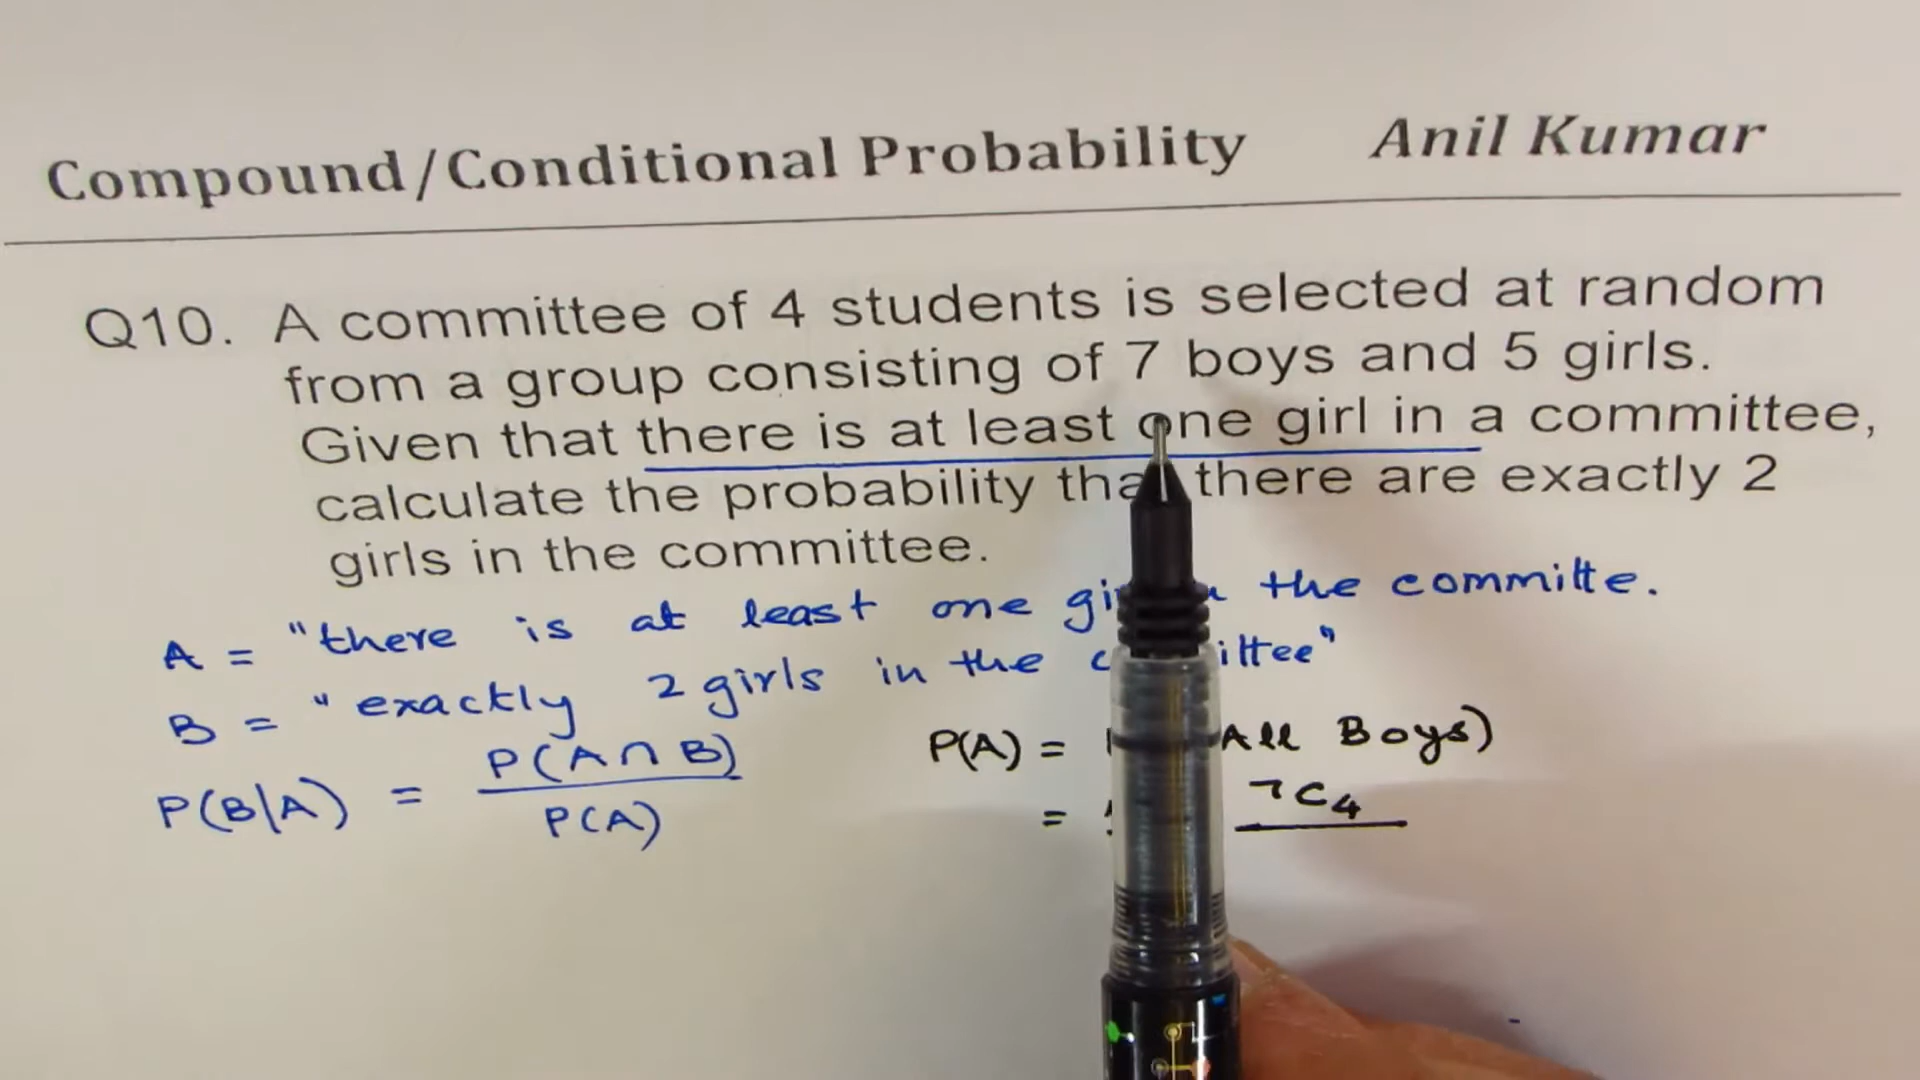 Compound/Conditional Probability Anil Kumar
Q10. A committee of 4 students is selected at random
from a group consisting of 7 boys and 5 girls.
Given that there is at least one girl in a committee,
calculate the probability that there are exactly 2
girls in the committee.
A = "there is at least one the committe.
B = "exactly 2 girls in the
P(B|A) = P(A∩B) / P(A)
P(A) = All Boys)
= 7C4